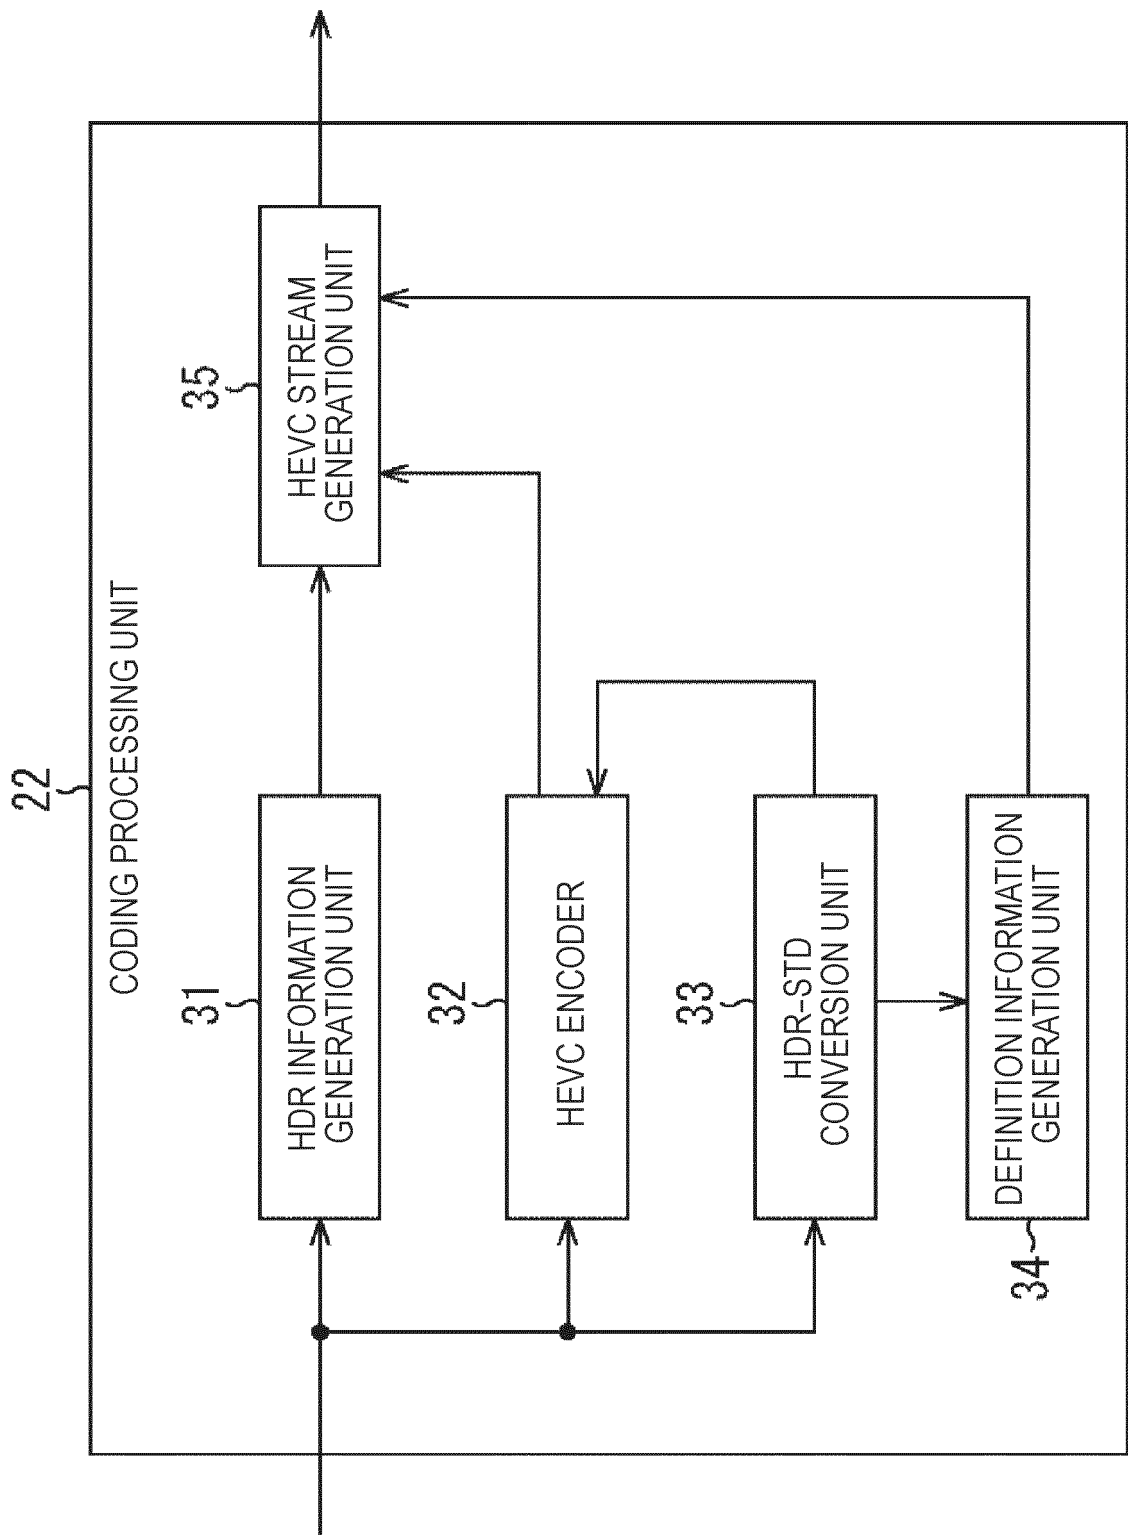 22
CODING PROCESSING UNIT
31
HDR INFORMATION
GENERATION UNIT
35
HEVC STREAM
GENERATION UNIT
32
HEVC ENCODER
33
HDR-STD
CONVERSION UNIT
34
DEFINITION INFORMATION
GENERATION UNIT